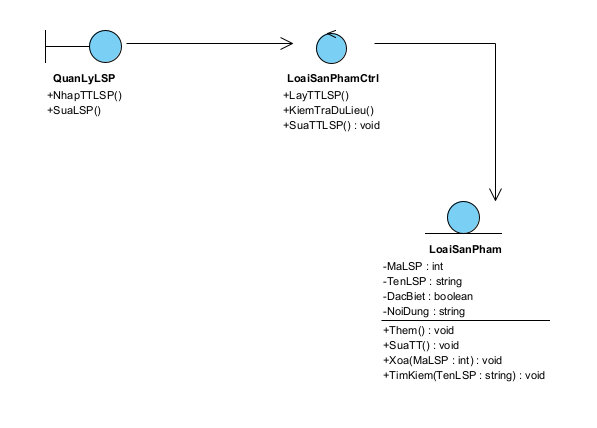 QuanLyLSP
+NhapTTLSP()
+SuaLSP()
LoaiSanPhamCtrl
+LayTTLSP()
+KiemTraDuLieu()
+SuaTTLSP() : void
LoaiSanPham
-MaLSP : int
-TenLSP : string
-DacBiet : boolean
-NoiDung : string
+Them() : void
+SuaTT() : void
+Xoa(MaLSP : int) : void
+TimKiem(TenLSP : string) : void